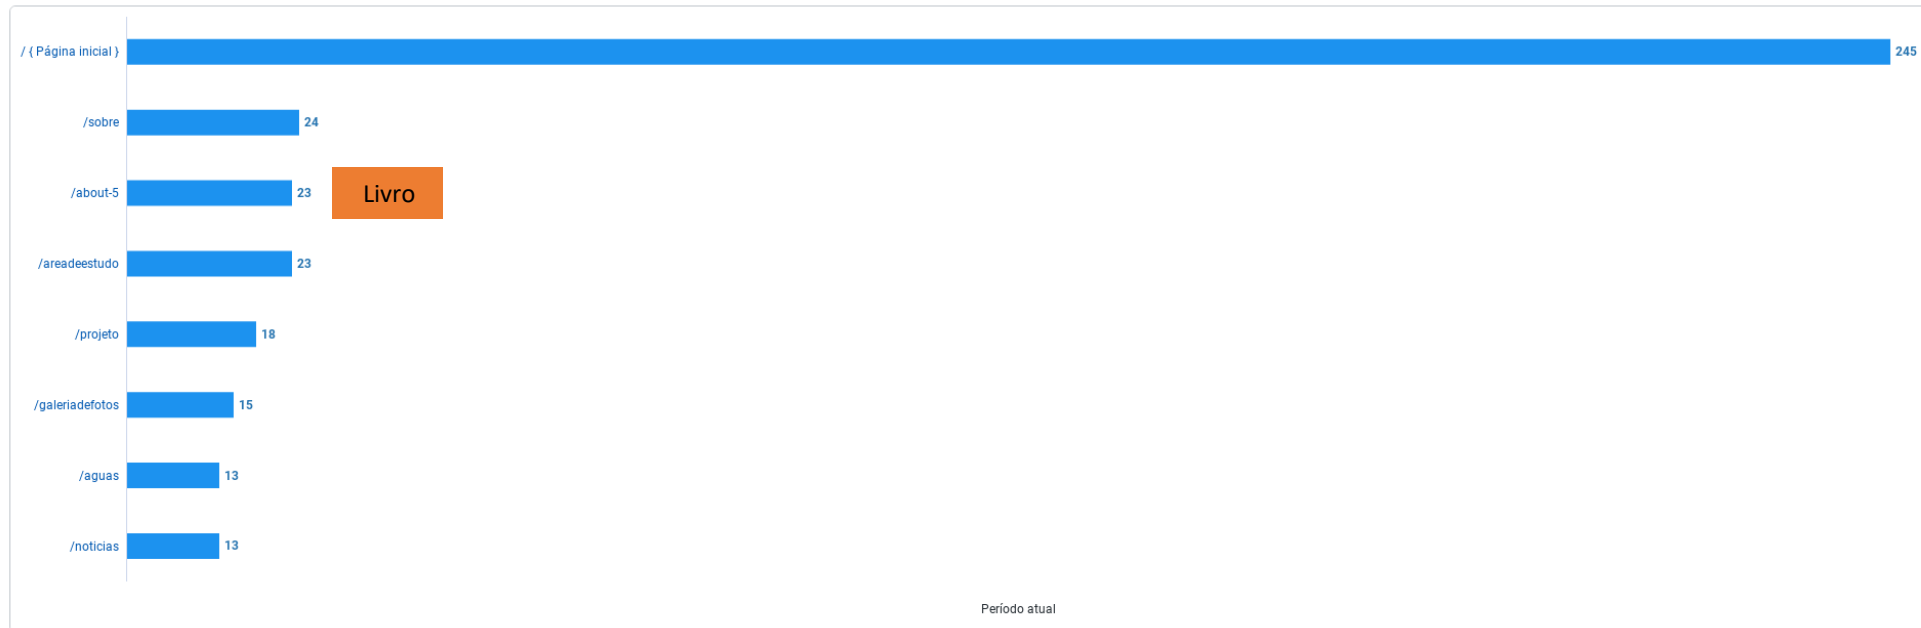 / { Página inicial } 245
/sobre 24
/about-5 23 Livro
/areadeestudo 23
/projeto 18
/galeriadefotos 15
/aguas 13
/noticias 13
Período atual